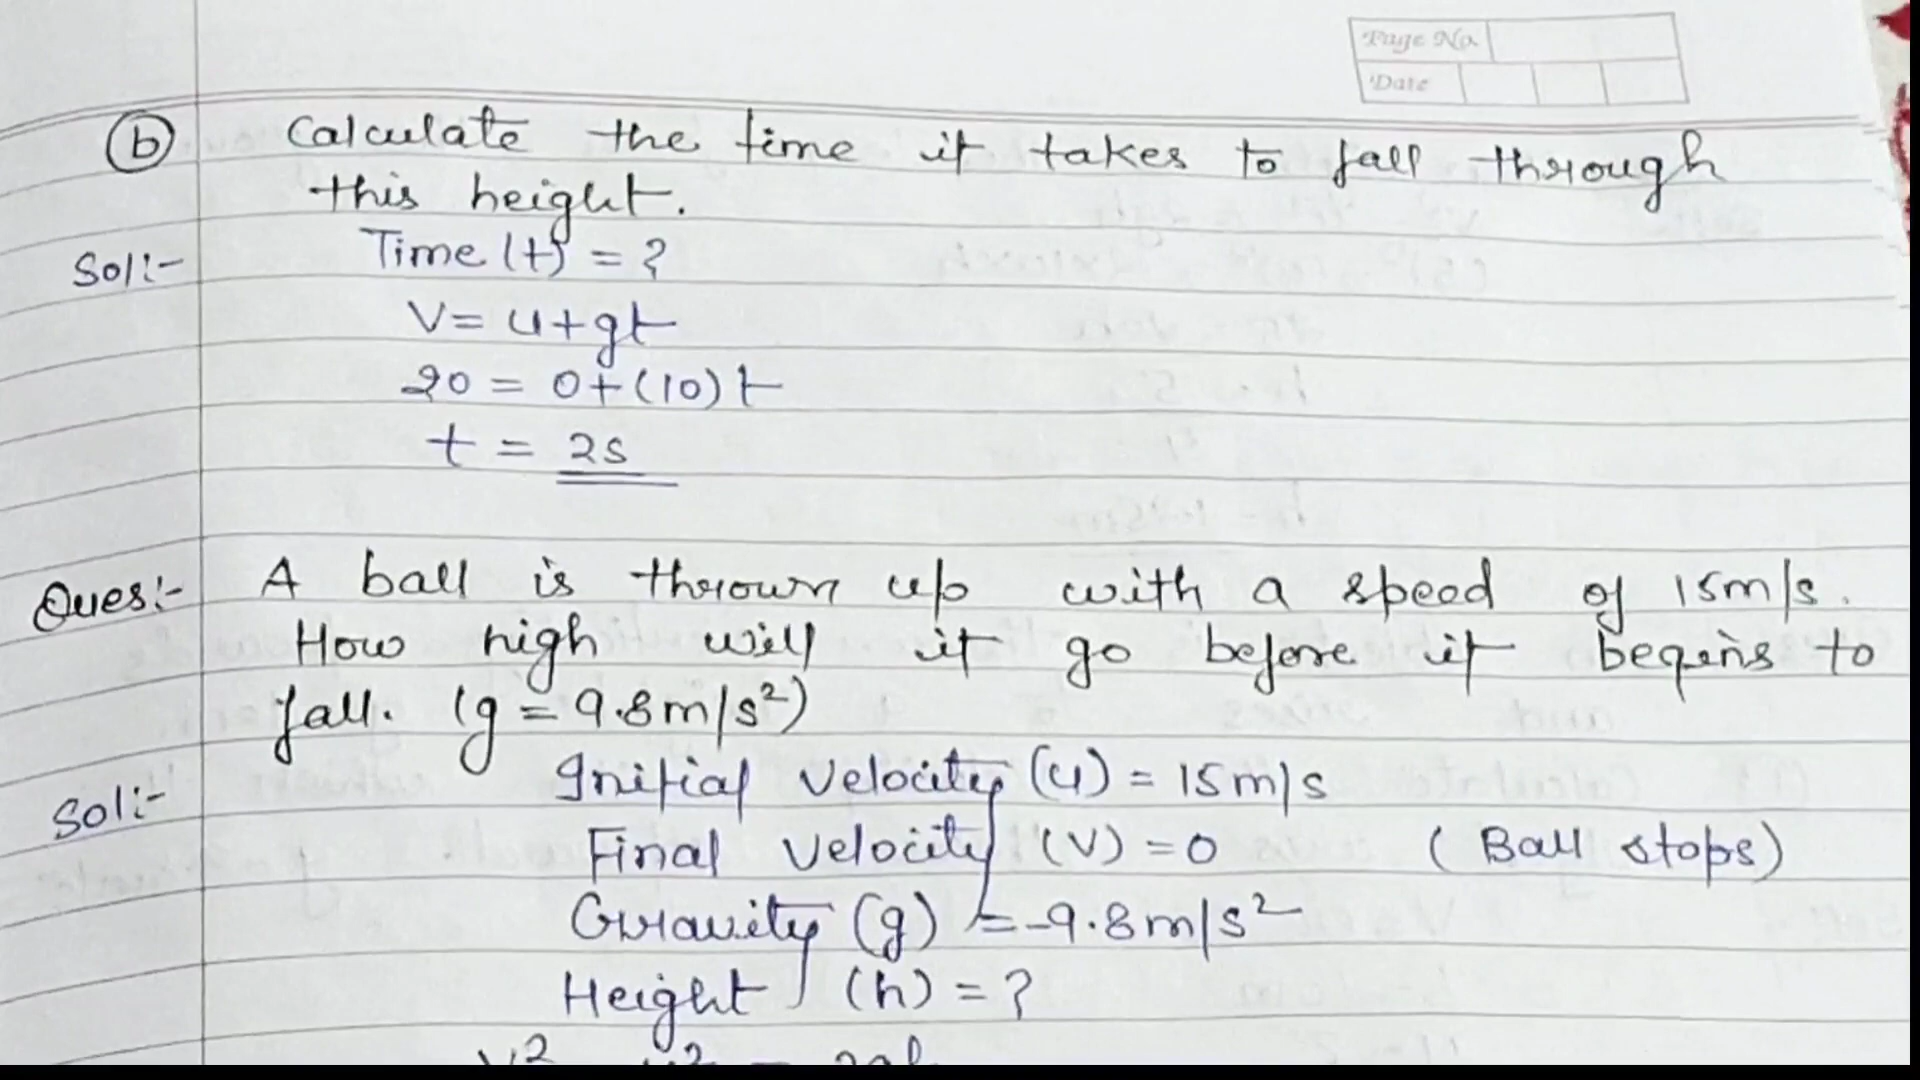 Page No.
Date
b Calculate the time it takes to fall through
this height.
Sol:- Time (t) = ?
V = u + gt
20 = 0 + (10) t
t = 2s
Ques:- A ball is thrown up with a speed of 15m/s.
How high will it go before it begins to
fall. (g = 9.8m/s²)
Sol:- Initial velocity (u) = 15m/s
Final velocity (v) = 0 (Ball stops)
Gravity (g) = -9.8m/s²
Height (h) = ?